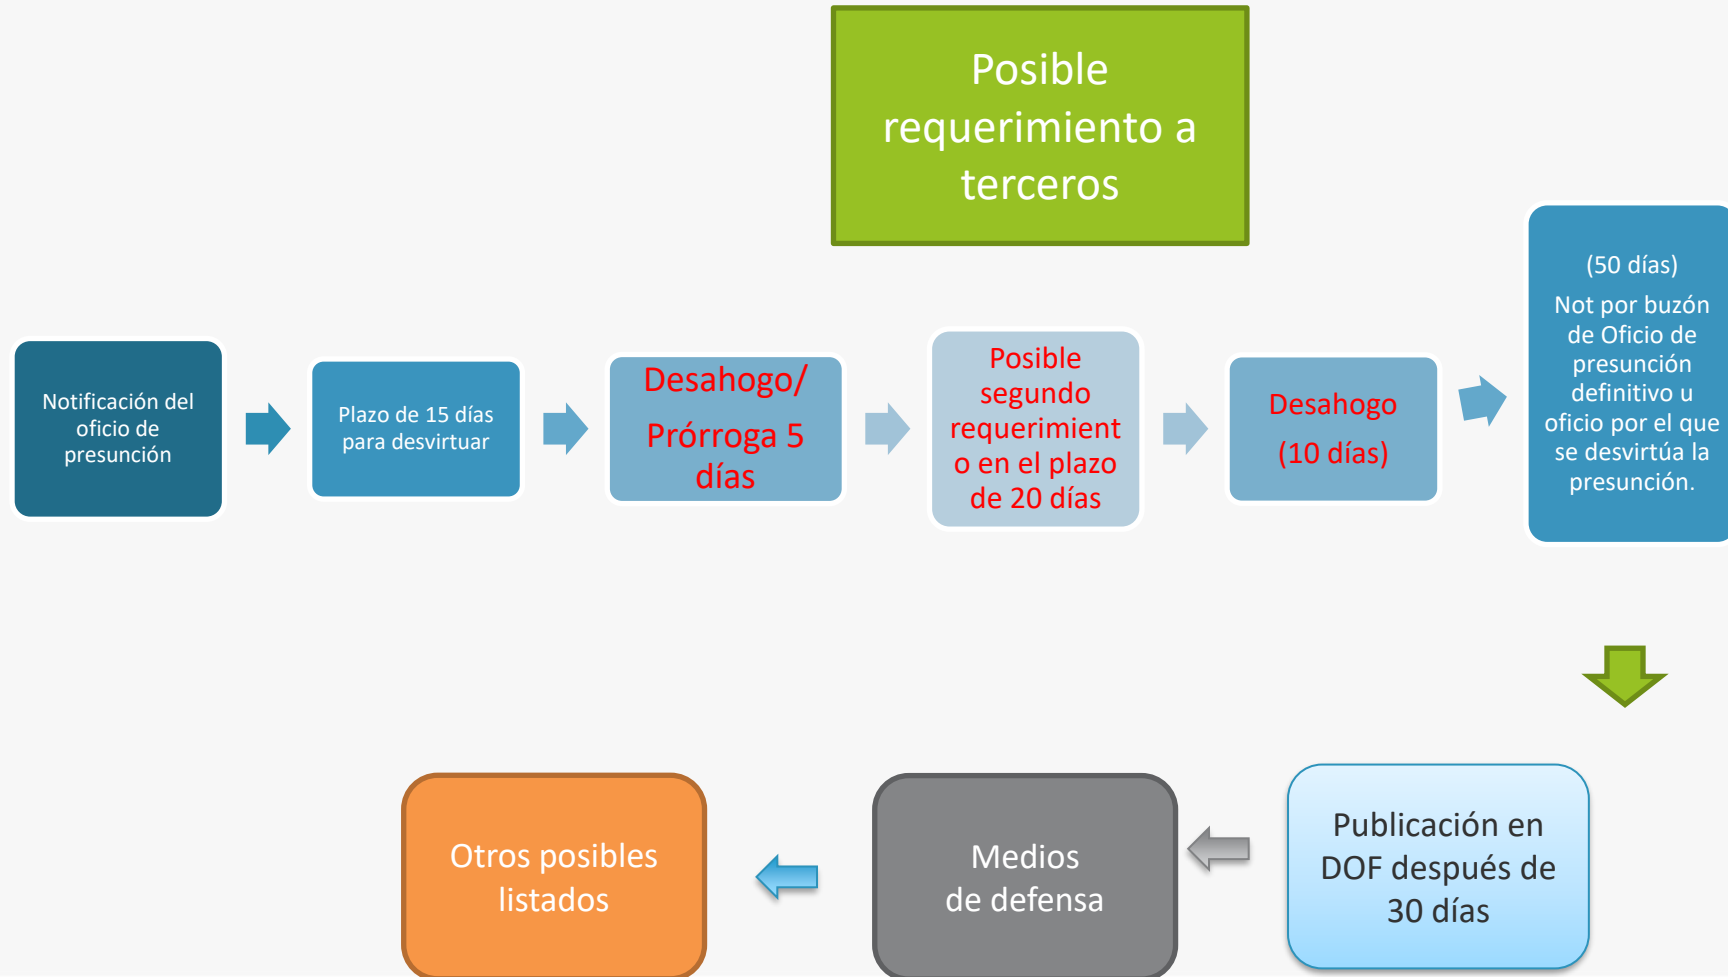 Posible
requerimiento a
terceros
Notificación del
oficio de
presunción
Plazo de 15 días
para desvirtuar
Desahogo/
Prórroga 5
días
Posible
segundo
requerimient
o en el plazo
de 20 días
Desahogo
(10 días)
(50 días)
Not por buzón
de Oficio de
presunción
definitivo u
oficio por el que
se desvirtúa la
presunción.
Publicación en
DOF después de
30 días
Medios
de defensa
Otros posibles
listados